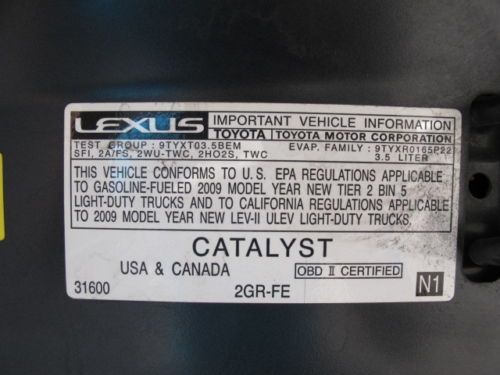 LEXUS IMPORTANT VEHICLE INFORMATION
TOYOTA TOYOTA MOTOR CORPORATION
TEST GROUP : 9TYXT03.5BEM EVAP. FAMILY : 9TYXR0165P22
SFI, 2A/FS, 2WU-TWC, 2HO2S, TWC 3.5 LITER
THIS VEHICLE CONFORMS TO U.S. EPA REGULATIONS APPLICABLE
TO GASOLINE-FUELED 2009 MODEL YEAR NEW TIER 2 BIN 5
LIGHT-DUTY TRUCKS AND TO CALIFORNIA REGULATIONS APPLICABLE
TO 2009 MODEL YEAR NEW LEV-II ULEV LIGHT-DUTY TRUCKS.
CATALYST
USA & CANADA OBD II CERTIFIED
31600 2GR-FE N1